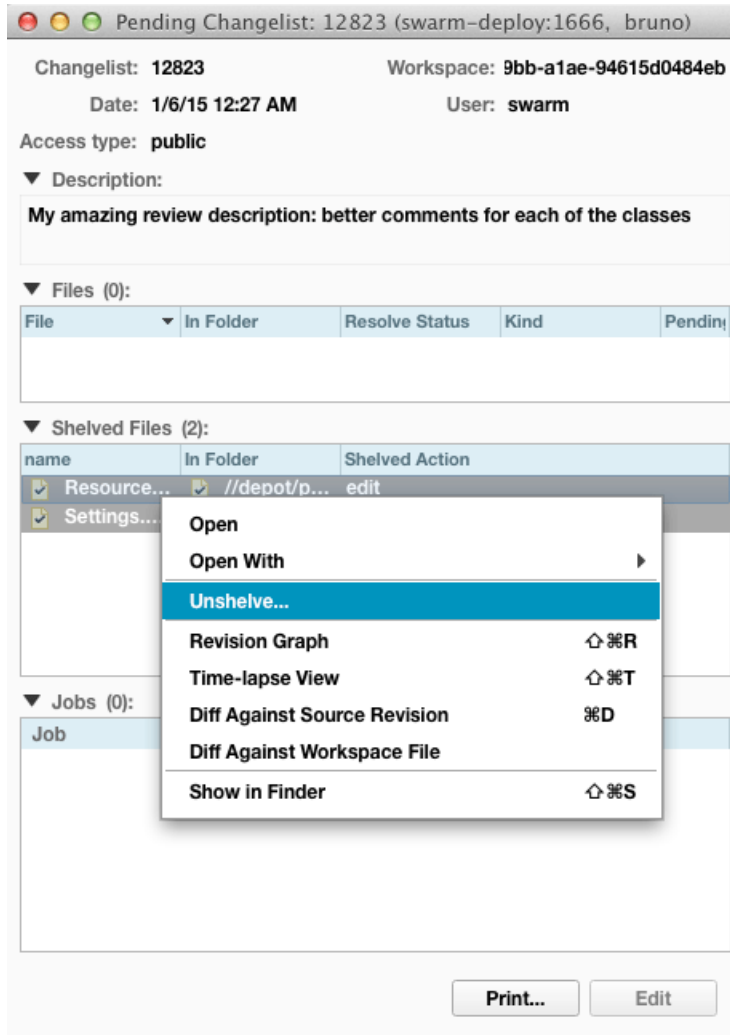 Pending Changelist: 12823 (swarm-deploy:1666, bruno)
Changelist: 12823 Workspace: 9bb-a1ae-94615d0484eb
Date: 1/6/15 12:27 AM User: swarm
Access type: public
Description:
My amazing review description: better comments for each of the classes
Files (0):
File In Folder Resolve Status Kind Pending
Shelved Files (2):
name In Folder Shelved Action
Resource... //depot/p... edit
Settings....
Open
Open With
Unshelve...
Revision Graph ⇧⌘R
Time-lapse View ⇧⌘T
Diff Against Source Revision ⌘D
Diff Against Workspace File
Show in Finder ⇧⌘S
Jobs (0):
Job
Print... Edit